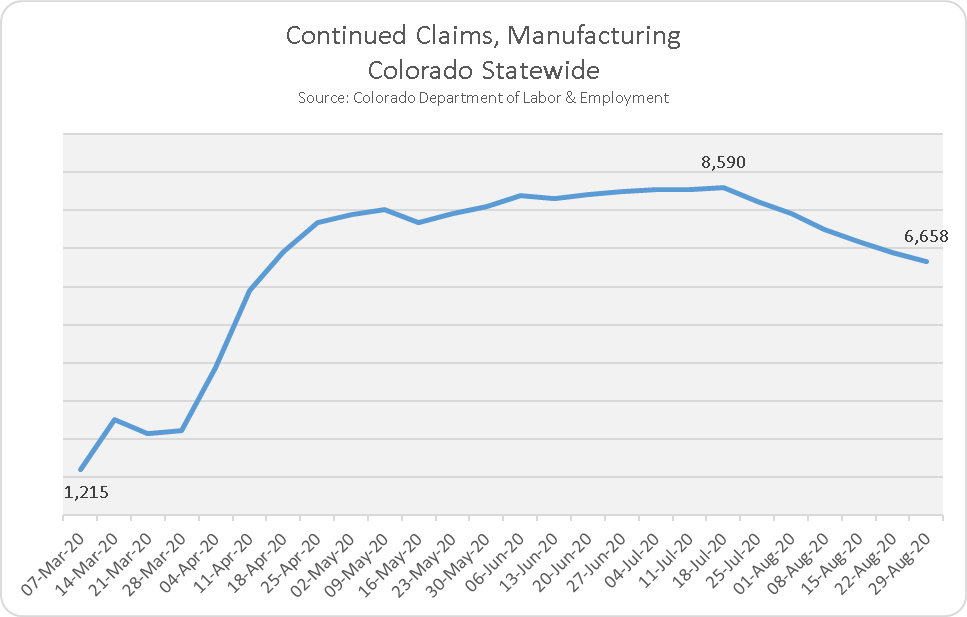 Continued Claims, Manufacturing
Colorado Statewide
Source: Colorado Department of Labor & Employment
8,590
6,658
1,215
07-Mar-20
14-Mar-20
21-Mar-20
28-Mar-20
04-Apr-20
11-Apr-20
18-Apr-20
25-Apr-20
02-May-20
09-May-20
16-May-20
23-May-20
30-May-20
06-Jun-20
13-Jun-20
20-Jun-20
27-Jun-20
04-Jul-20
11-Jul-20
18-Jul-20
25-Jul-20
01-Aug-20
08-Aug-20
15-Aug-20
22-Aug-20
29-Aug-20